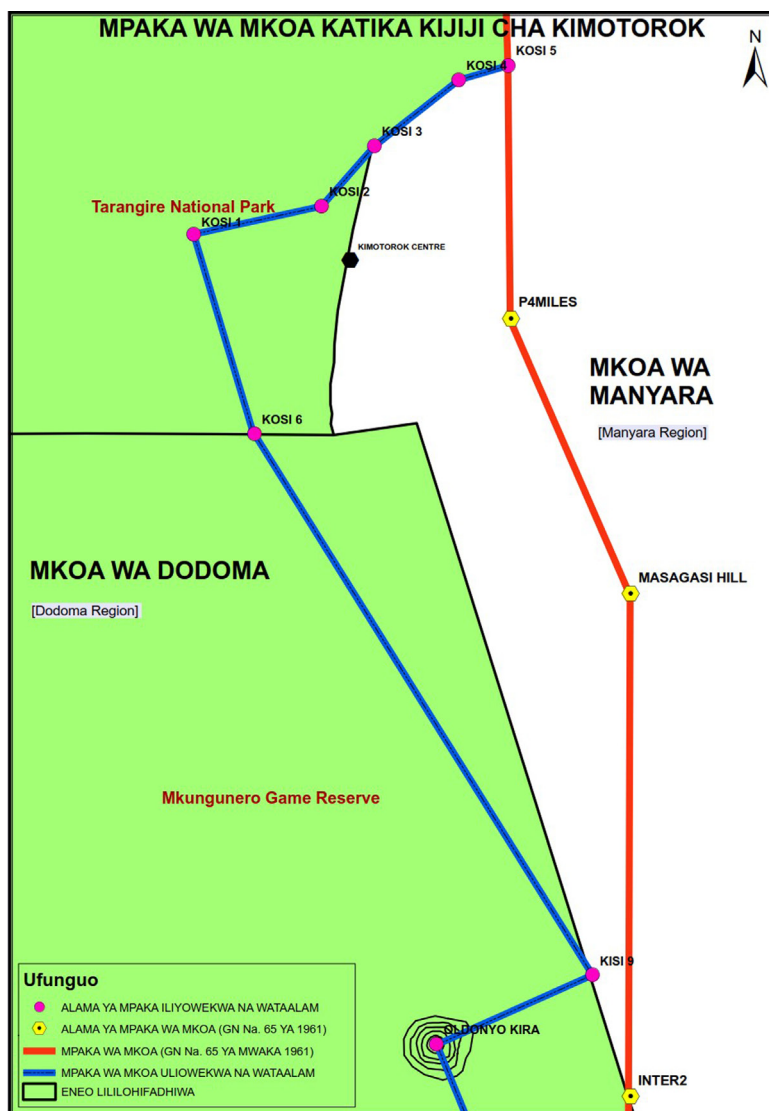 MPAKA WA MKOA KATIKA KIJIJI CHA KIMOTOROK
N
KOSI 5
KOSI 4
KOSI 3
KOSI 2
Tarangire National Park
KOSI 1
KIMOTOROK CENTRE
P4MILES
MKOA WA
MANYARA
[Manyara Region]
KOSI 6
MKOA WA DODOMA
[Dodoma Region]
MASAGASI HILL
Mkungunero Game Reserve
KISI 9
OLDONYO KIRA
INTER2
Ufunguo
ALAMA YA MPAKA ILIYOWEKWA NA WATAALAM
ALAMA YA MPAKA WA MKOA (GN Na. 65 YA 1961)
MPAKA WA MKOA (GN Na. 65 YA MWAKA 1961)
MPAKA WA MKOA ULIOWEKWA NA WATAALAM
ENEO LILILOHIFADHIWA